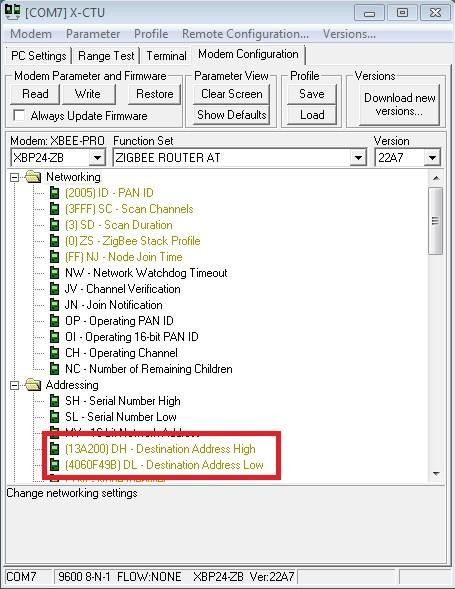 [COM7] X-CTU
Modem Parameter Profile Remote Configuration... Versions...
PC Settings Range Test Terminal Modem Configuration
Modem Parameter and Firmware Parameter View Profile Versions
Read Write Restore Clear Screen Save Download new
versions...
Always Update Firmware Show Defaults Load
Modem: XBEE-PRO Function Set Version
XBP24-ZB ZIGBEE ROUTER AT 22A7
Networking
(2005) ID - PAN ID
(3FFF) SC - Scan Channels
(3) SD - Scan Duration
(0) ZS - ZigBee Stack Profile
(FF) NJ - Node Join Time
NW - Network Watchdog Timeout
JV - Channel Verification
JN - Join Notification
OP - Operating PAN ID
OI - Operating 16-bit PAN ID
CH - Operating Channel
NC - Number of Remaining Children
Addressing
SH - Serial Number High
SL - Serial Number Low
MY - 16-bit Network Address
(13A200) DH - Destination Address High
(4060F49B) DL - Destination Address Low
Change networking settings
COM7 9600 8-N-1 FLOW:NONE XBP24-ZB Ver:22A7